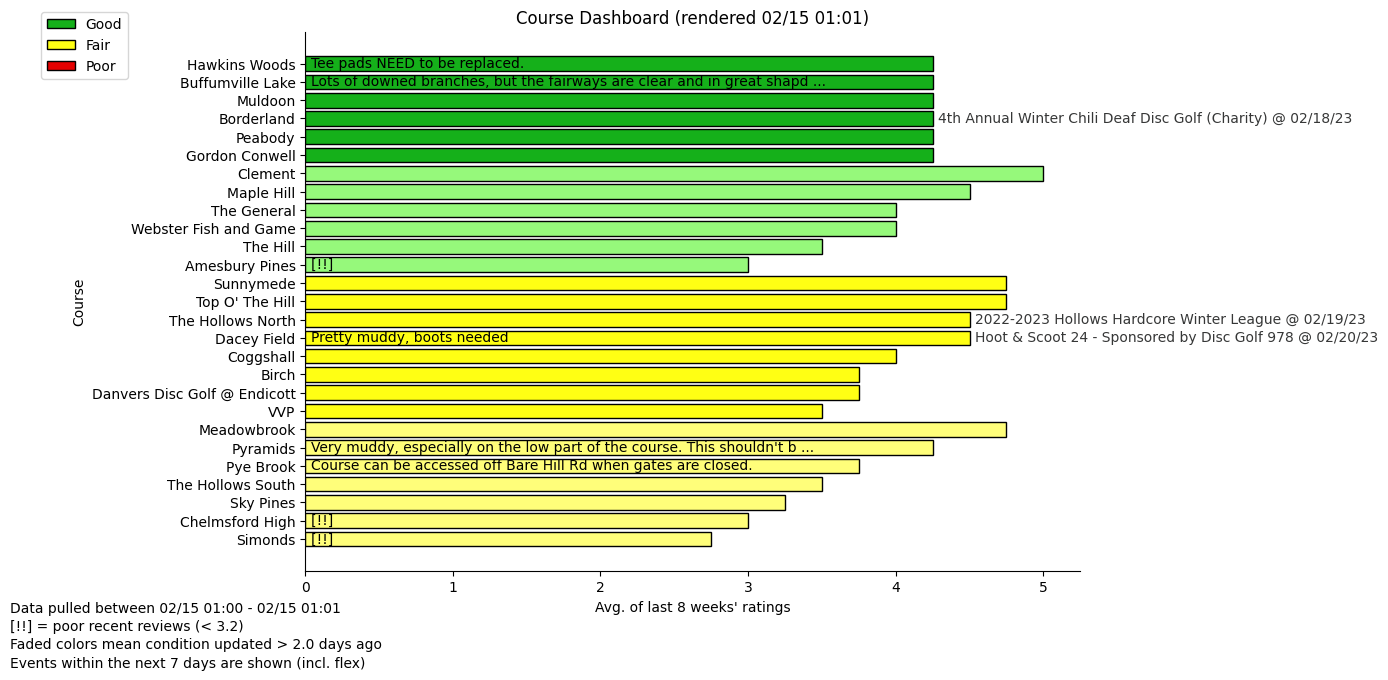 Course Dashboard (rendered 02/15 01:01)
Good
Fair
Poor
Hawkins Woods Tee pads NEED to be replaced.
Buffumville Lake Lots of downed branches, but the fairways are clear and in great shapd ...
Muldoon
Borderland 4th Annual Winter Chili Deaf Disc Golf (Charity) @ 02/18/23
Peabody
Gordon Conwell
Clement
Maple Hill
The General
Webster Fish and Game
The Hill
Amesbury Pines [!!]
Sunnymede
Top O' The Hill
The Hollows North 2022-2023 Hollows Hardcore Winter League @ 02/19/23
Dacey Field Pretty muddy, boots needed Hoot & Scoot 24 - Sponsored by Disc Golf 978 @ 02/20/23
Coggshall
Birch
Danvers Disc Golf @ Endicott
VVP
Meadowbrook
Pyramids Very muddy, especially on the low part of the course. This shouldn't b ...
Pye Brook Course can be accessed off Bare Hill Rd when gates are closed.
The Hollows South
Sky Pines
Chelmsford High [!!]
Simonds [!!]
Course
0 1 2 3 4 5
Avg. of last 8 weeks' ratings
Data pulled between 02/15 01:00 - 02/15 01:01
[!!] = poor recent reviews (< 3.2)
Faded colors mean condition updated > 2.0 days ago
Events within the next 7 days are shown (incl. flex)